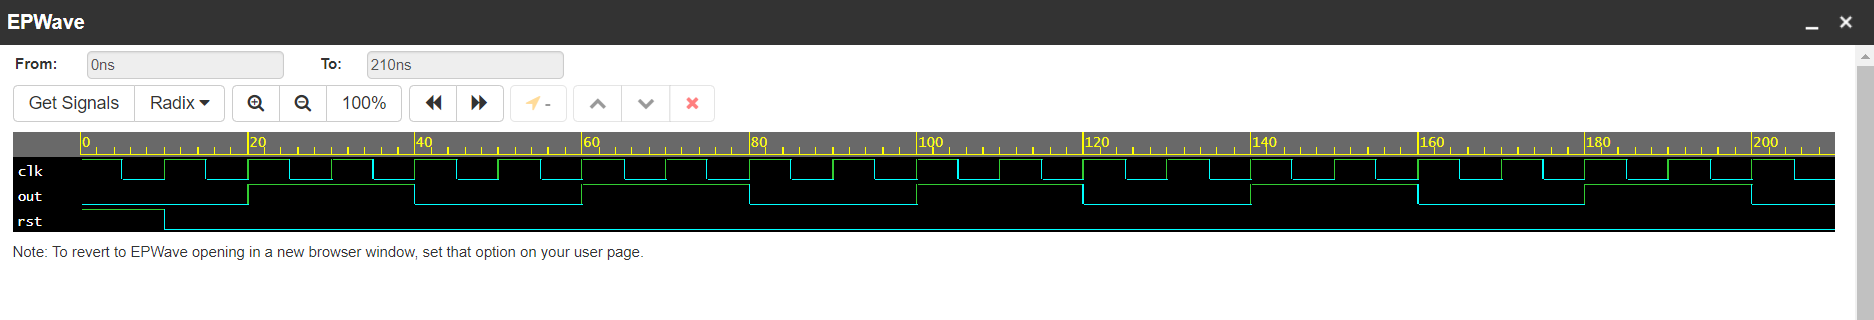 EPWave
From: 0ns To: 210ns
Get Signals Radix 100% -
0 20 40 60 80 100 120 140 160 180 200
clk
out
rst
Note: To revert to EPWave opening in a new browser window, set that option on your user page.